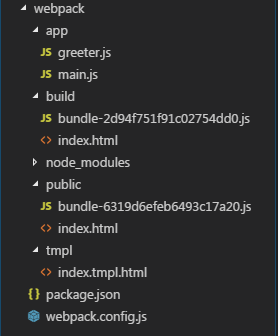 webpack
app
JS greeter.js
JS main.js
build
JS bundle-2d94f751f91c02754dd0.js
<> index.html
node_modules
public
JS bundle-6319d6efeb6493c17a20.js
<> index.html
tmpl
<> index.tmpl.html
{} package.json
webpack.config.js